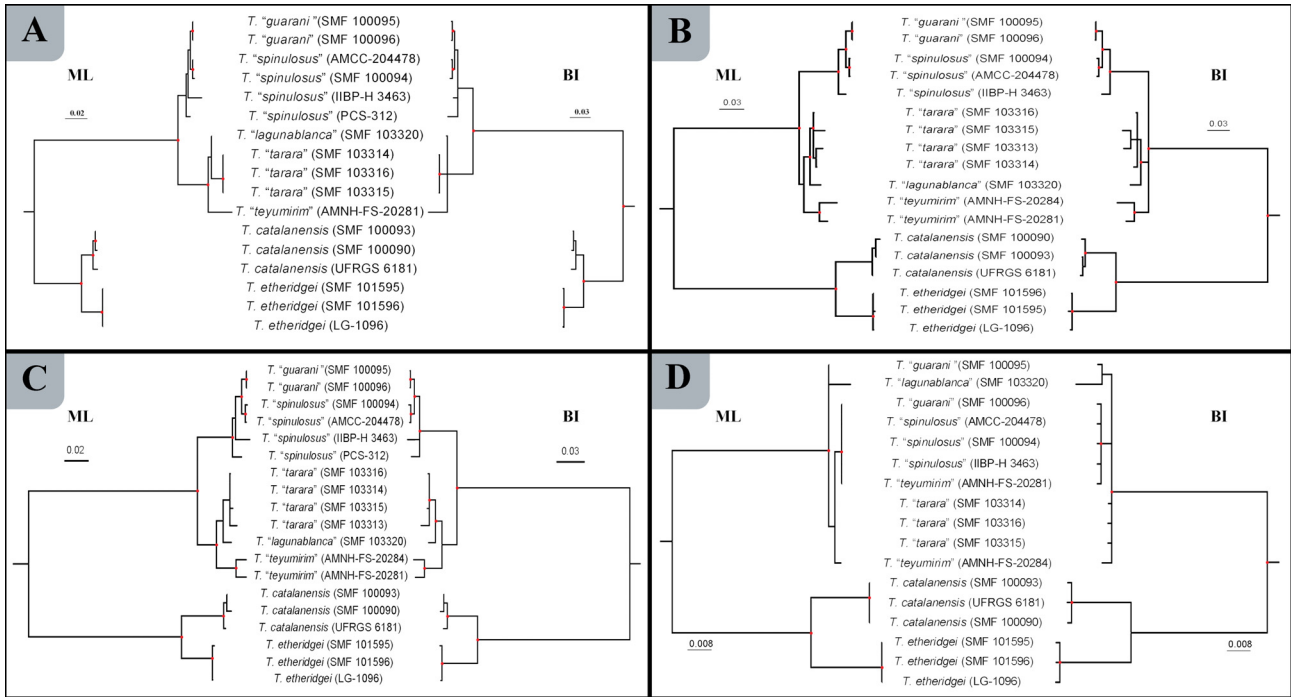 A
ML
BI
0.02
0.03
T. “guarani” (SMF 100095)
T. “guarani” (SMF 100096)
T. “spinulosus” (AMCC-204478)
T. “spinulosus” (SMF 100094)
T. “spinulosus” (IIBP-H 3463)
T. “spinulosus” (PCS-312)
T. “lagunablanca” (SMF 103320)
T. “tarara” (SMF 103314)
T. “tarara” (SMF 103316)
T. “tarara” (SMF 103315)
T. “teyumirim” (AMNH-FS-20281)
T. catalanensis (SMF 100093)
T. catalanensis (SMF 100090)
T. catalanensis (UFRGS 6181)
T. etheridgei (SMF 101595)
T. etheridgei (SMF 101596)
T. etheridgei (LG-1096)
B
ML
BI
0.03
0.03
T. “guarani” (SMF 100095)
T. “guarani” (SMF 100096)
T. “spinulosus” (SMF 100094)
T. “spinulosus” (AMCC-204478)
T. “spinulosus” (IIBP-H 3463)
T. “tarara” (SMF 103316)
T. “tarara” (SMF 103315)
T. “tarara” (SMF 103313)
T. “tarara” (SMF 103314)
T. “lagunablanca” (SMF 103320)
T. “teyumirim” (AMNH-FS-20284)
T. “teyumirim” (AMNH-FS-20281)
T. catalanensis (SMF 100090)
T. catalanensis (SMF 100093)
T. catalanensis (UFRGS 6181)
T. etheridgei (SMF 101596)
T. etheridgei (SMF 101595)
T. etheridgei (LG-1096)
C
ML
BI
0.02
0.03
T. “guarani” (SMF 100095)
T. “guarani” (SMF 100096)
T. “spinulosus” (SMF 100094)
T. “spinulosus” (AMCC-204478)
T. “spinulosus” (IIBP-H 3463)
T. “spinulosus” (PCS-312)
T. “tarara” (SMF 103316)
T. “tarara” (SMF 103314)
T. “tarara” (SMF 103315)
T. “tarara” (SMF 103313)
T. “lagunablanca” (SMF 103320)
T. “teyumirim” (AMNH-FS-20284)
T. “teyumirim” (AMNH-FS-20281)
T. catalanensis (SMF 100093)
T. catalanensis (SMF 100090)
T. catalanensis (UFRGS 6181)
T. etheridgei (SMF 101595)
T. etheridgei (SMF 101596)
T. etheridgei (LG-1096)
D
ML
BI
T. “guarani” (SMF 100095)
T. “lagunablanca” (SMF 103320)
T. “guarani” (SMF 100096)
T. “spinulosus” (AMCC-204478)
T. “spinulosus” (SMF 100094)
T. “spinulosus” (IIBP-H 3463)
T. “teyumirim” (AMNH-FS-20281)
T. “tarara” (SMF 103314)
T. “tarara” (SMF 103316)
T. “tarara” (SMF 103315)
T. “teyumirim” (AMNH-FS-20284)
T. catalanensis (SMF 100093)
T. catalanensis (UFRGS 6181)
T. catalanensis (SMF 100090)
T. etheridgei (SMF 101595)
T. etheridgei (SMF 101596)
T. etheridgei (LG-1096)
0.008
0.008